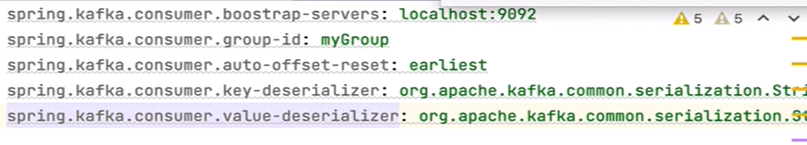 spring.kafka.consumer.boostrap-servers: localhost:9092 5 5
spring.kafka.consumer.group-id: myGroup
spring.kafka.consumer.auto-offset-reset: earliest
spring.kafka.consumer.key-deserializer: org.apache.kafka.common.serialization.Stri
spring.kafka.consumer.value-deserializer: org.apache.kafka.common.serialization.St